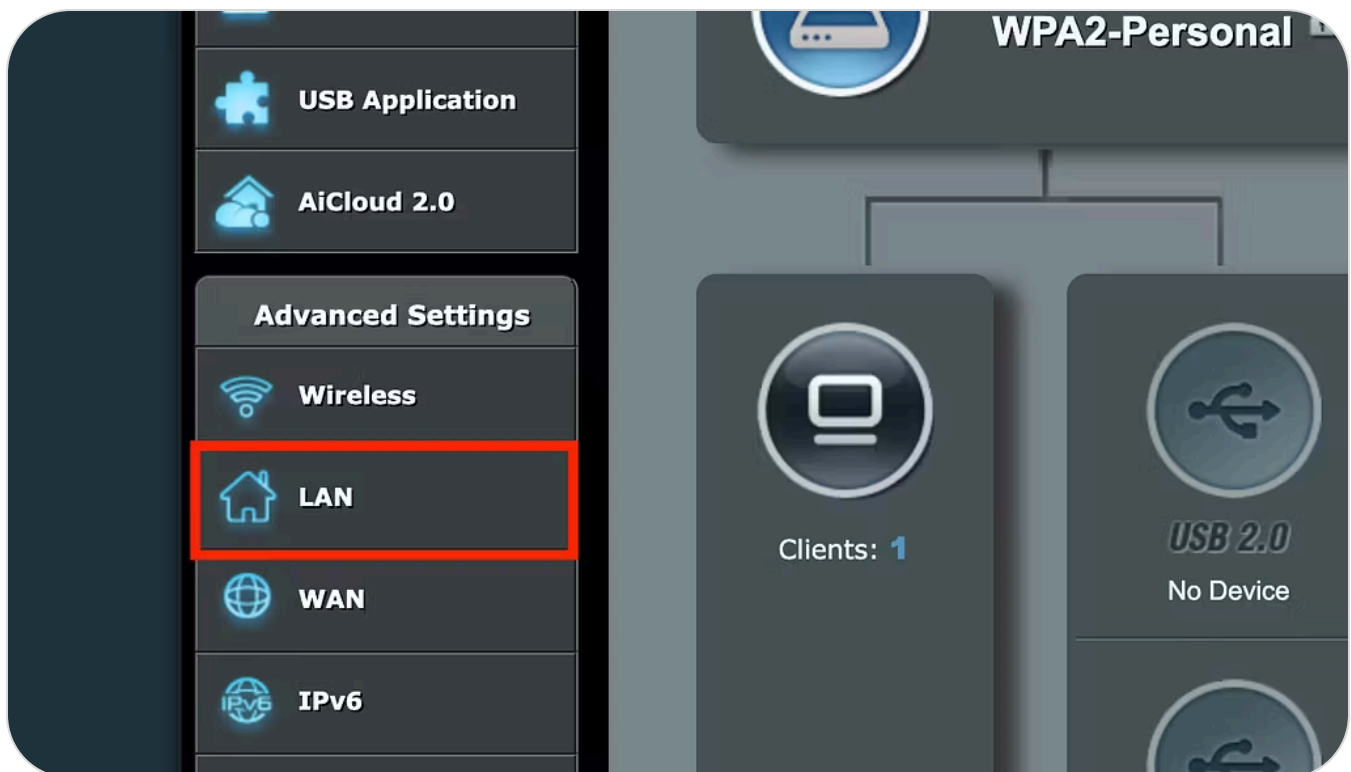 WPA2-Personal
USB Application
AiCloud 2.0
Advanced Settings
Wireless
LAN
WAN
IPv6
IPv6
Clients: 1
USB 2.0
No Device